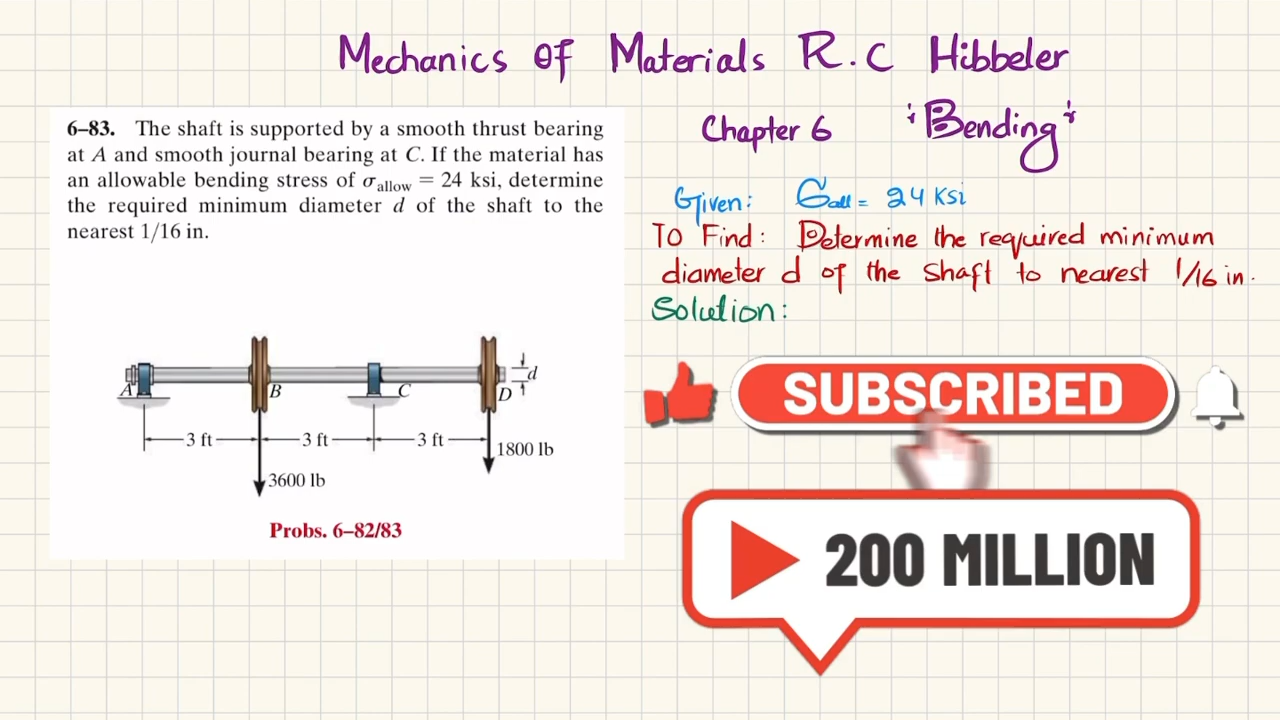 Mechanics Of Materials R.C Hibbeler
6–83. The shaft is supported by a smooth thrust bearing
at A and smooth journal bearing at C. If the material has
an allowable bending stress of σallow = 24 ksi, determine
the required minimum diameter d of the shaft to the
nearest 1/16 in.
Chapter 6 "Bending"
Given: σall = 24 Ksi
To Find: Determine the required minimum
diameter d of the shaft to nearest 1/16 in.
Solution:
A
B
C
D
d
3 ft
3 ft
3 ft
1800 lb
3600 lb
Probs. 6–82/83
SUBSCRIBED
200 MILLION